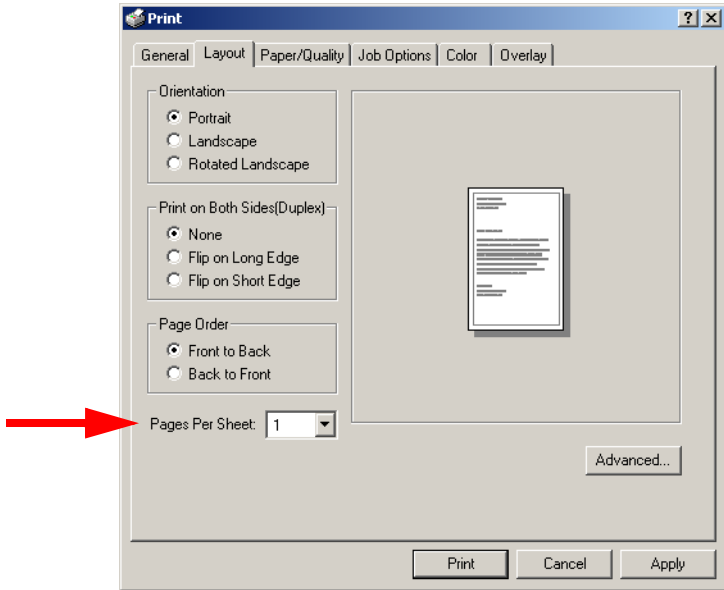 Print
General Layout Paper/Quality Job Options Color Overlay
Orientation
Portrait
Landscape
Rotated Landscape
Print on Both Sides(Duplex)
None
Flip on Long Edge
Flip on Short Edge
Page Order
Front to Back
Back to Front
Pages Per Sheet: 1
Advanced...
Print Cancel Apply